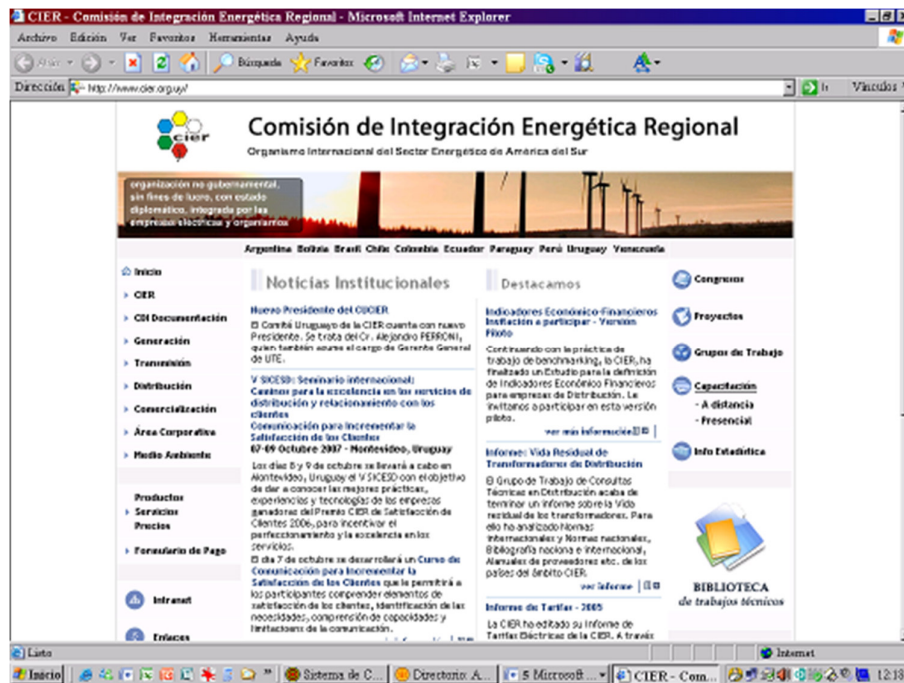 CIER - Comisión de Integración Energética Regional - Microsoft Internet Explorer
Archivo Edición Ver Favoritos Herramientas Ayuda
Atrás Búsqueda Favoritos
Dirección http://www.cier.org.uy/ Ir Vínculos
cier
Comisión de Integración Energética Regional
Organismo Internacional del Sector Energético de América del Sur
organización no gubernamental,
sin fines de lucro, con estado
diplomático, integrada por las
empresas eléctricas y organismos
Argentina Bolivia Brasil Chile Colombia Ecuador Paraguay Perú Uruguay Venezuela
Inicio
CIER
CDI Documentación
Generación
Transmisión
Distribución
Comercialización
Área Corporativa
Medio Ambiente
Productos
Servicios
Precios
Formulario de Pago
Intranet
Enlaces
Noticias Institucionales
Nuevo Presidente del CUCIER
El Comité Uruguayo de la CIER cuenta con nuevo
Presidente. Se trata del Cr. Alejandro PERRONI,
quien también asume el cargo de Gerente General
de UTE.
V SICESD: Seminario internacional:
Caminos para la excelencia en los servicios de
distribución y relacionamiento con los
clientes
Comunicación para Incrementar la
Satisfacción de los Clientes
07-09 Octubre 2007 - Montevideo, Uruguay
Los días 8 y 9 de octubre se llevará a cabo en
Montevideo, Uruguay el V SICESD con el objetivo
de dar a conocer las mejores prácticas,
experiencias y tecnologías de las empresas
ganadoras del Premio CIER de Satisfacción de
Clientes 2006, para incentivar el
perfeccionamiento y la excelencia en los
servicios.
El día 7 de octubre se desarrollará un Curso de
Comunicación para Incrementar la
Satisfacción de los Clientes que le permitirá a
los participantes comprender elementos de
satisfacción de los clientes, identificación de las
necesidades, comprensión de capacidades y
limitaciones de la comunicación.
Destacamos
Indicadores Económico-Financieros
Invitación a participar - Versión
Piloto
Continuando con la práctica de
trabajo de benchmarking, la CIER, ha
finalizado un Estudio para la definición
de Indicadores Económico Financieros
para empresas de Distribución. Le
invitamos a participar en esta versión
piloto.
ver más información
Informe: Vida Residual de
Transformadores de Distribución
El Grupo de Trabajo de Consultas
Técnicas en Distribución acaba de
terminar un informe sobre la Vida
residual de los transformadores. Para
ello ha analizado Normas
internacionales y Normas nacionales,
Bibliografía nacional e internacional,
Manuales de proveedores etc. de los
países del ámbito CIER.
ver informe
Informe de Tarifas - 2005
La CIER ha editado su Informe de
Tarifas Eléctricas de la CIER. A través
Congresos
Proyectos
Grupos de Trabajo
Capacitación
- A distancia
- Presencial
Info Estadística
BIBLIOTECA
de trabajos técnicos
Listo Internet
Inicio Sistema de C... Directorio: A... 5 Microsoft ... CIER - Com... 12:18